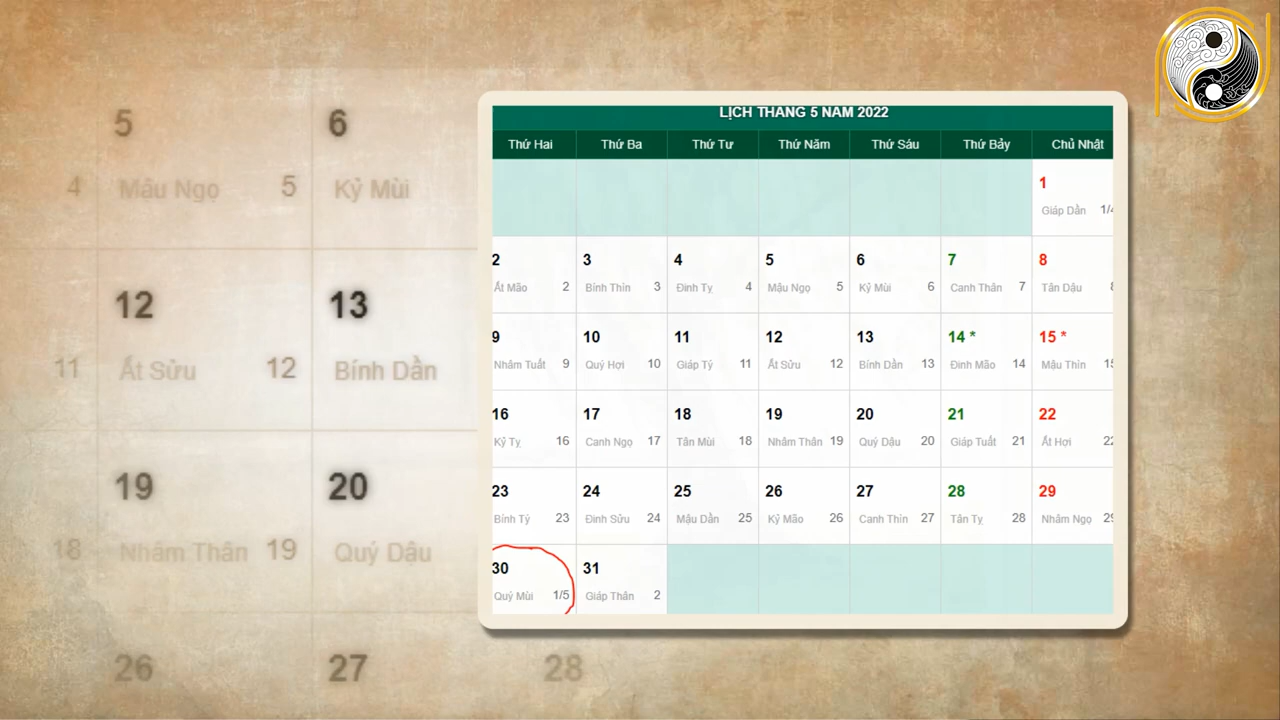 LỊCH THÁNG 5 NĂM 2022
Thứ Hai Thứ Ba Thứ Tư Thứ Năm Thứ Sáu Thứ Bảy Chủ Nhật
1
Giáp Dần 1/4
2 3 4 5 6 7 8
Ất Mão 2 Bính Thìn 3 Đinh Tỵ 4 Mậu Ngọ 5 Kỷ Mùi 6 Canh Thân 7 Tân Dậu 8
9 10 11 12 13 14 * 15 *
Nhâm Tuất 9 Quý Hợi 10 Giáp Tý 11 Ất Sửu 12 Bính Dần 13 Đinh Mão 14 Mậu Thìn 15
16 17 18 19 20 21 22
Kỷ Tỵ 16 Canh Ngọ 17 Tân Mùi 18 Nhâm Thân 19 Quý Dậu 20 Giáp Tuất 21 Ất Hợi 22
23 24 25 26 27 28 29
Bính Tý 23 Đinh Sửu 24 Mậu Dần 25 Kỷ Mão 26 Canh Thìn 27 Tân Tỵ 28 Nhâm Ngọ 29
30 31
Quý Mùi 1/5 Giáp Thân 2
5 6
4 Mậu Ngọ 5 Kỷ Mùi
12 13
11 Ất Sửu 12 Bính Dần
19 20
18 Nhâm Thân 19 Quý Dậu
26 27 28